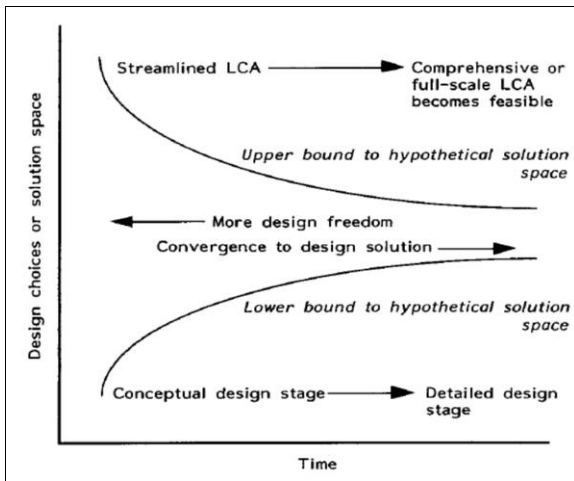 Design choices or solution space
Streamlined LCA
Comprehensive or
full-scale LCA
becomes feasible
Upper bound to hypothetical solution
space
More design freedom
Convergence to design solution
Lower bound to hypothetical solution
space
Conceptual design stage
Detailed design
stage
Time